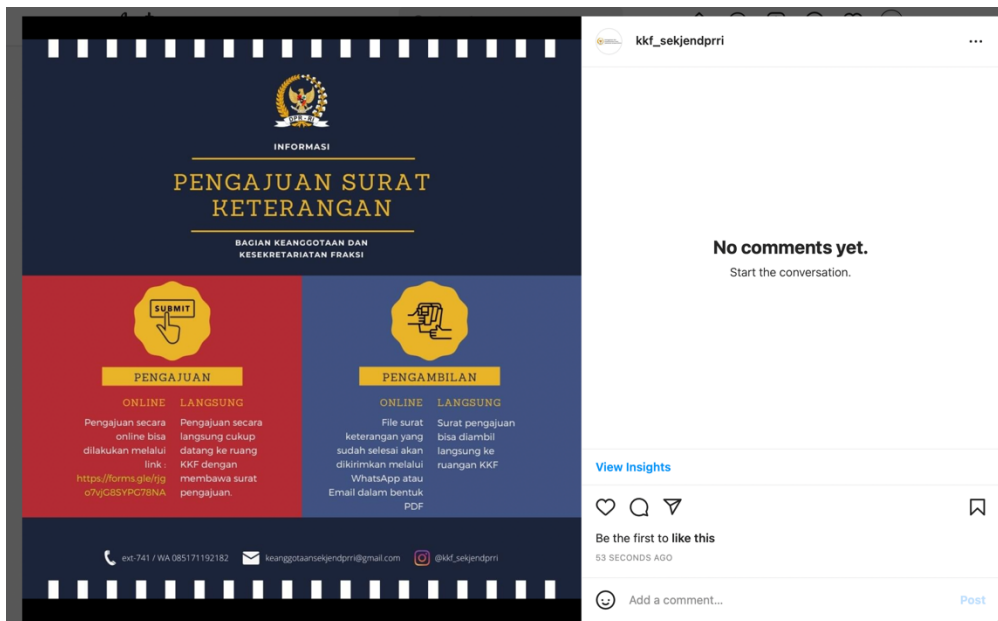 DPR-RI
INFORMASI
PENGAJUAN SURAT
KETERANGAN
BAGIAN KEANGGOTAAN DAN
KESEKRETARIATAN FRAKSI
SUBMIT
PENGAJUAN
ONLINE
Pengajuan secara
online bisa
dilakukan melalui
link :
https://forms.gle/rjg
o7vjG8SYPG78NA
LANGSUNG
Pengajuan secara
langsung cukup
datang ke ruang
KKF dengan
membawa surat
pengajuan.
PENGAMBILAN
ONLINE
File surat
keterangan yang
sudah selesai akan
dikirimkan melalui
WhatsApp atau
Email dalam bentuk
PDF
LANGSUNG
Surat pengajuan
bisa diambil
langsung ke
ruangan KKF
ext-741 / WA 085171192182
keanggotaansekjendprri@gmail.com
@kkf_sekjendprri
kkf_sekjendprri
No comments yet.
Start the conversation.
View Insights
Be the first to like this
53 SECONDS AGO
Add a comment...
Post